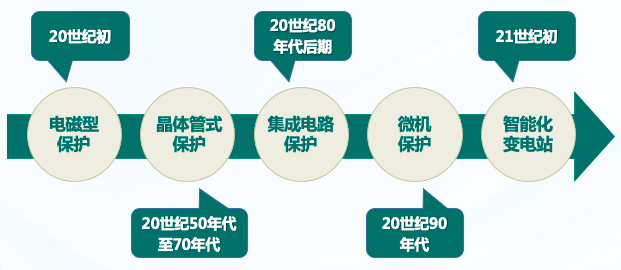 20世纪初
20世纪80
年代后期
21世纪初
电磁型
保护
晶体管式
保护
集成电路
保护
微机
保护
智能化
变电站
20世纪50年代
至70年代
20世纪90
年代